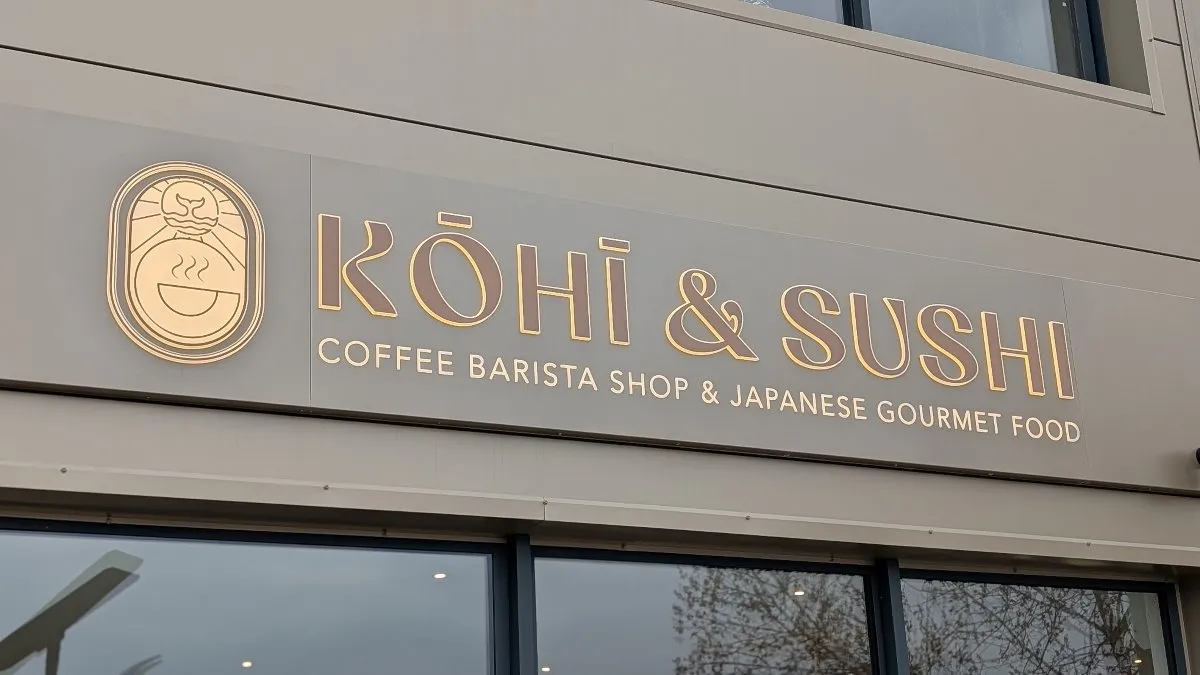 KŌHĪ & SUSHI
COFFEE BARISTA SHOP & JAPANESE GOURMET FOOD